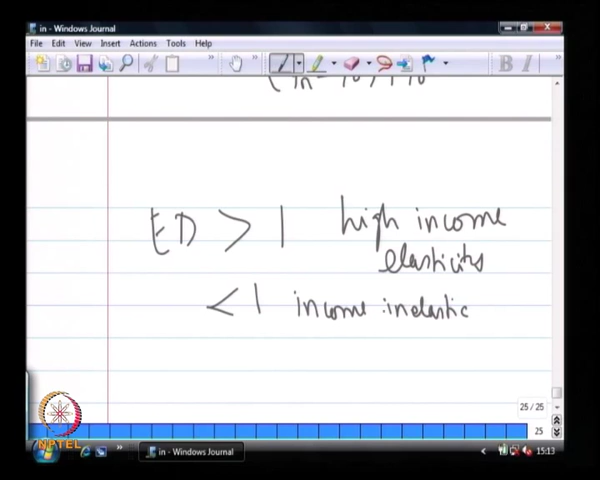 in - Windows Journal
File Edit View Insert Actions Tools Help
B I
ED > 1 high income
elasticity
< 1 income inelastic
25 / 25
25
NPTEL
in - Windows Journal
15:13